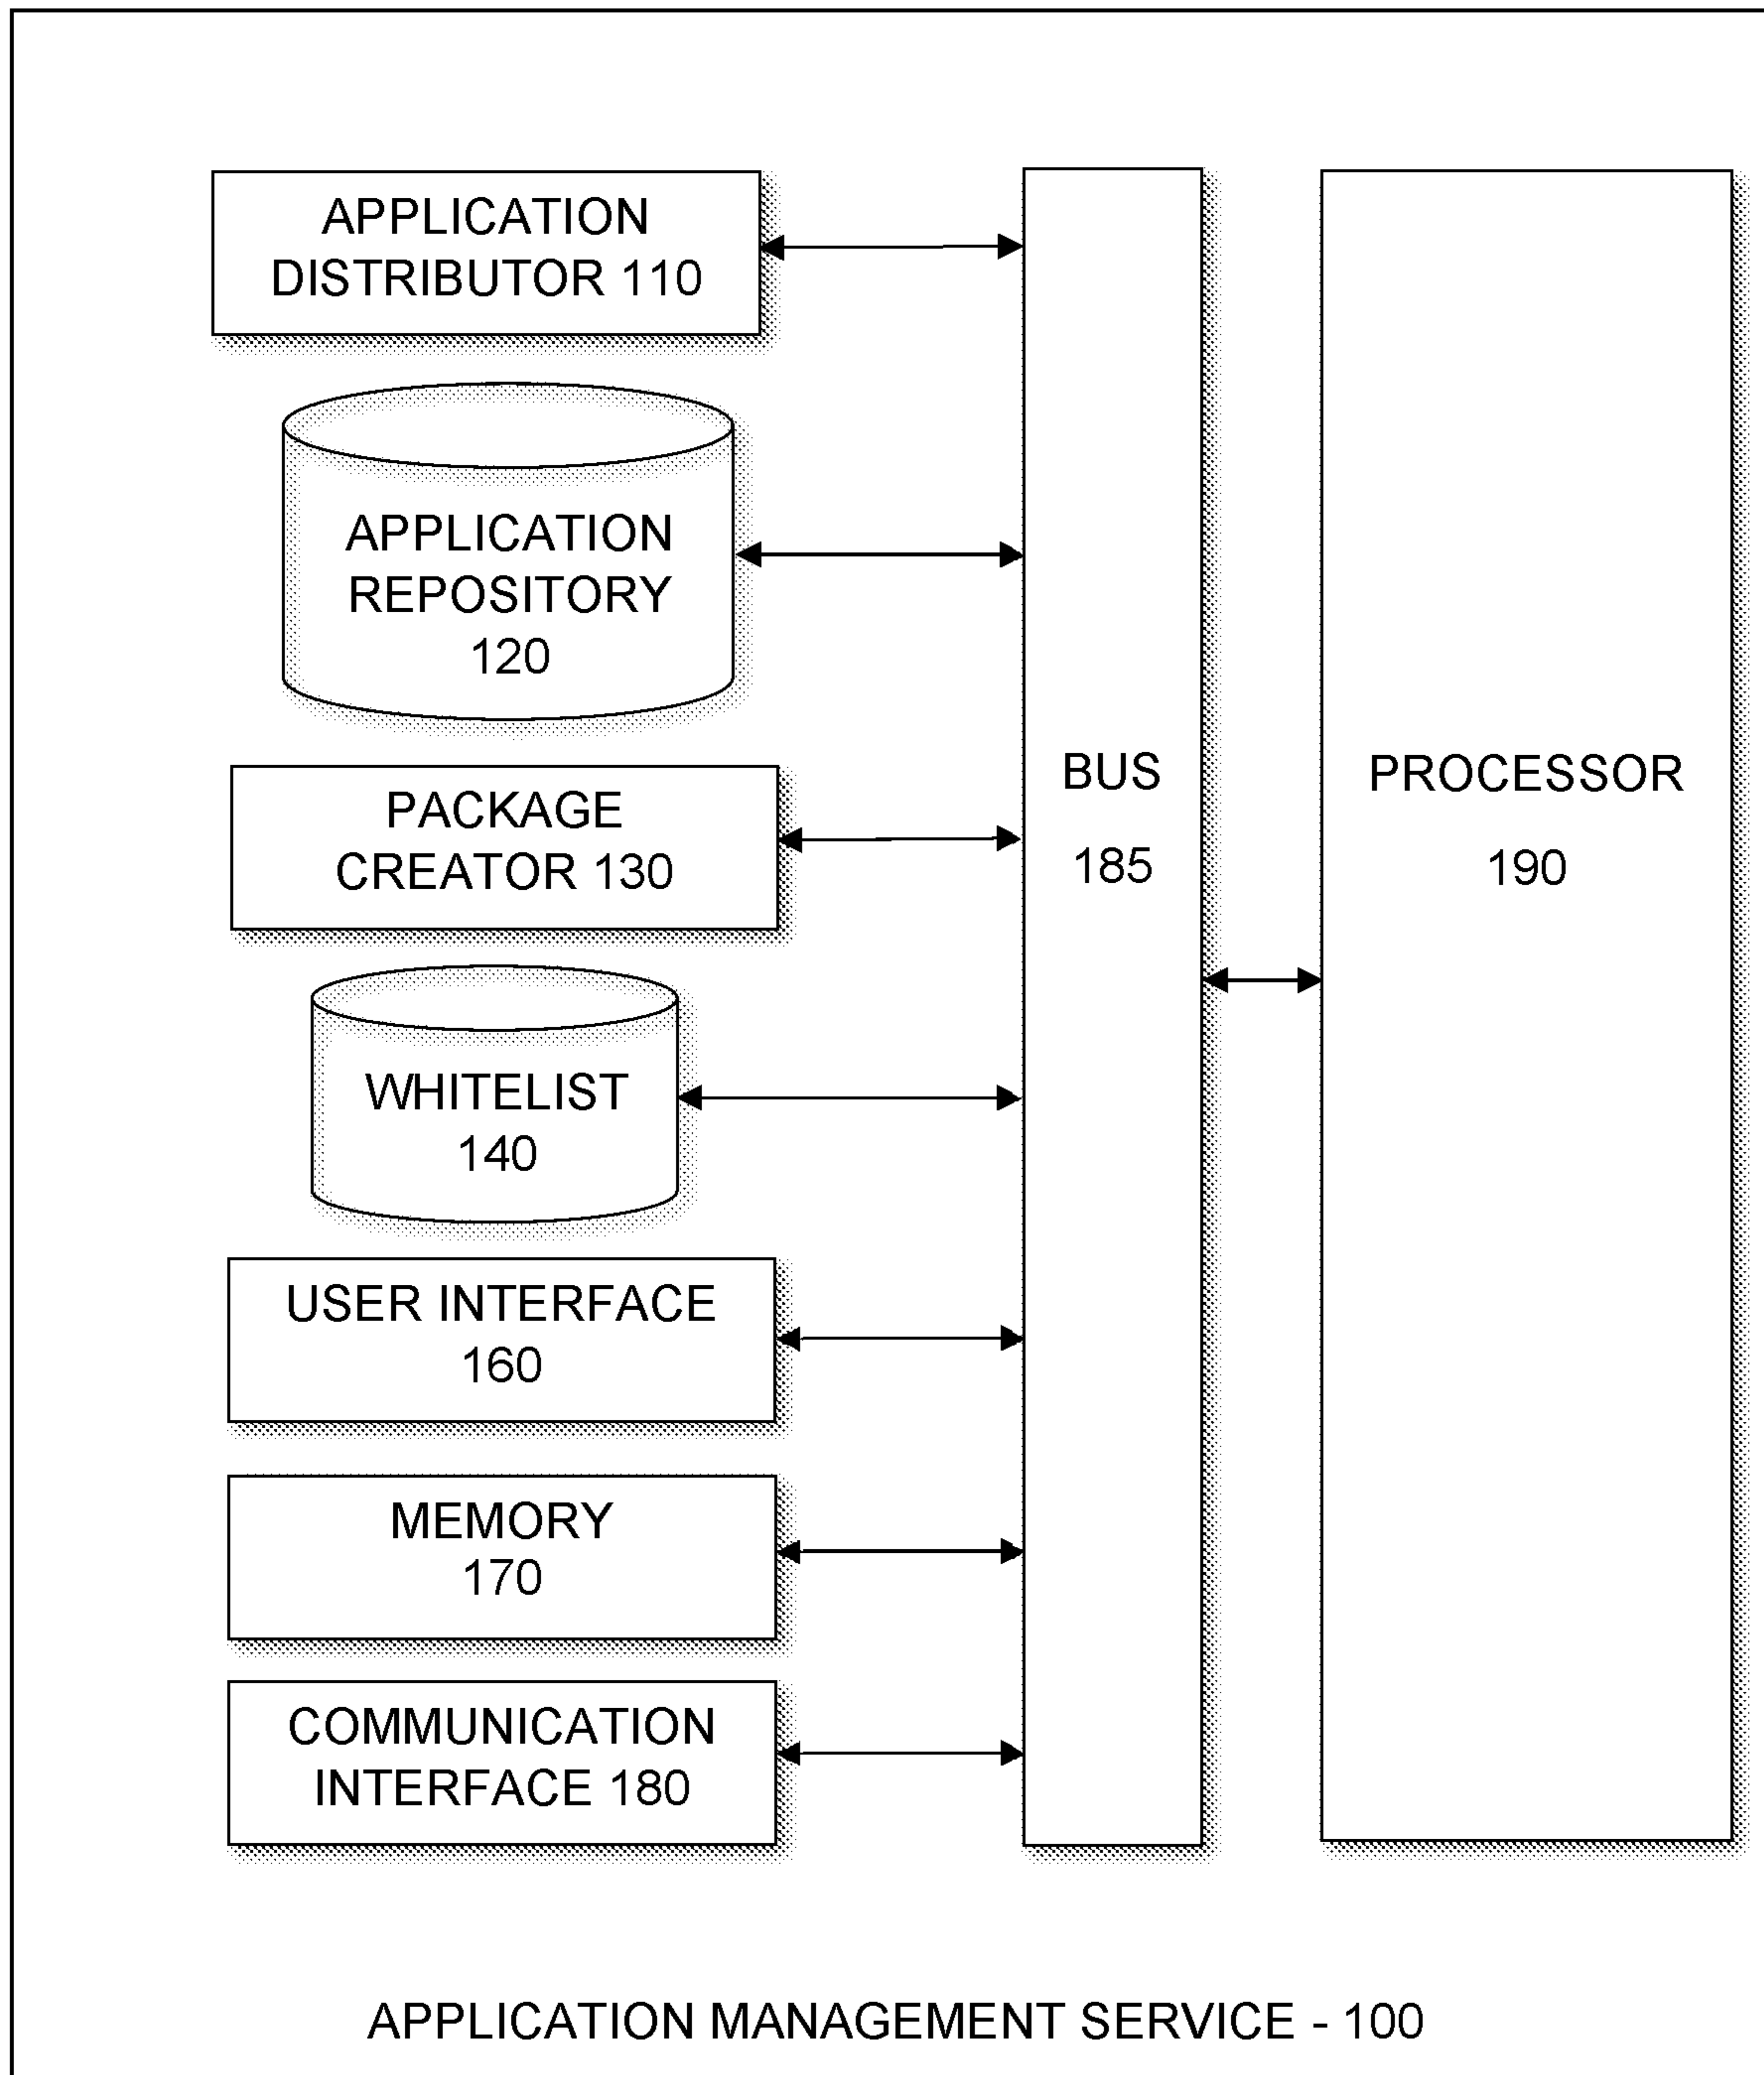 APPLICATION
DISTRIBUTOR 110
APPLICATION
REPOSITORY
120
PACKAGE
CREATOR 130
WHITELIST
140
USER INTERFACE
160
MEMORY
170
COMMUNICATION
INTERFACE 180
BUS
185
PROCESSOR
190
APPLICATION MANAGEMENT SERVICE - 100